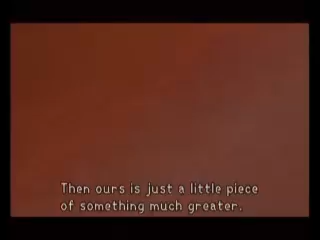 Then ours is just a little piece
of something much greater.